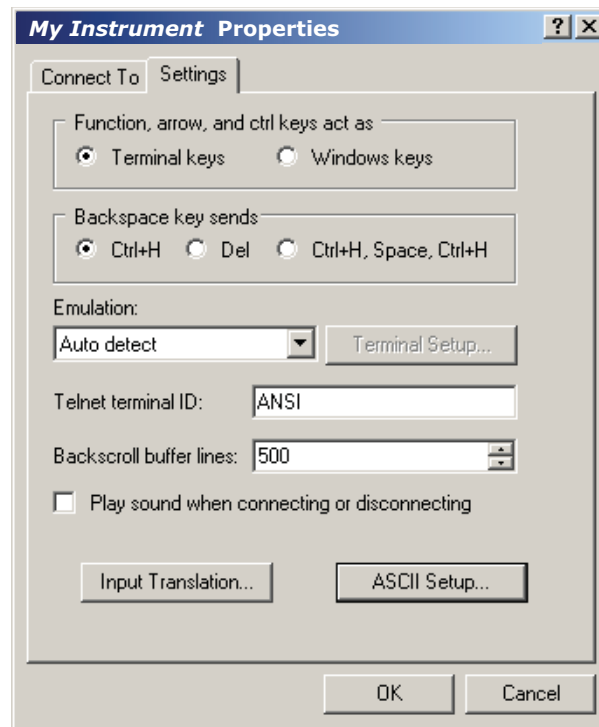 My Instrument Properties
Connect To Settings
Function, arrow, and ctrl keys act as
Terminal keys Windows keys
Backspace key sends
Ctrl+H Del Ctrl+H, Space, Ctrl+H
Emulation:
Auto detect Terminal Setup...
Telnet terminal ID: ANSI
Backscroll buffer lines: 500
Play sound when connecting or disconnecting
Input Translation... ASCII Setup...
OK Cancel